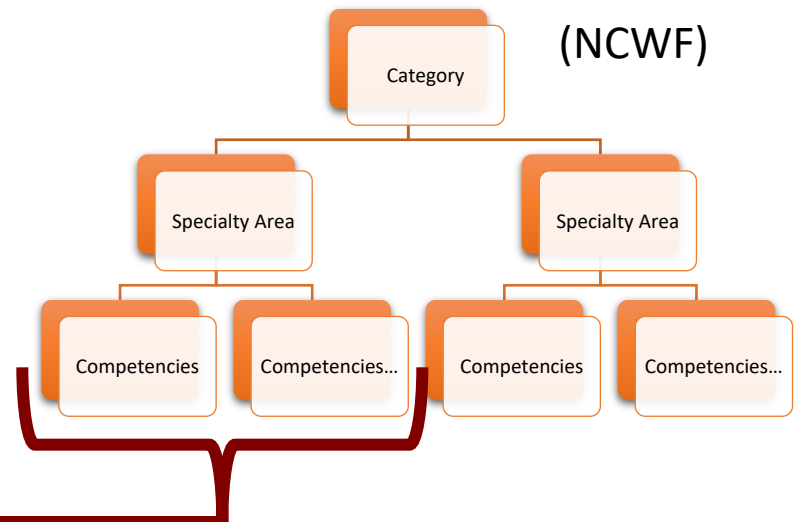 (NCWF)
Category
Specialty Area
Specialty Area
Competencies
Competencies...
Competencies
Competencies...